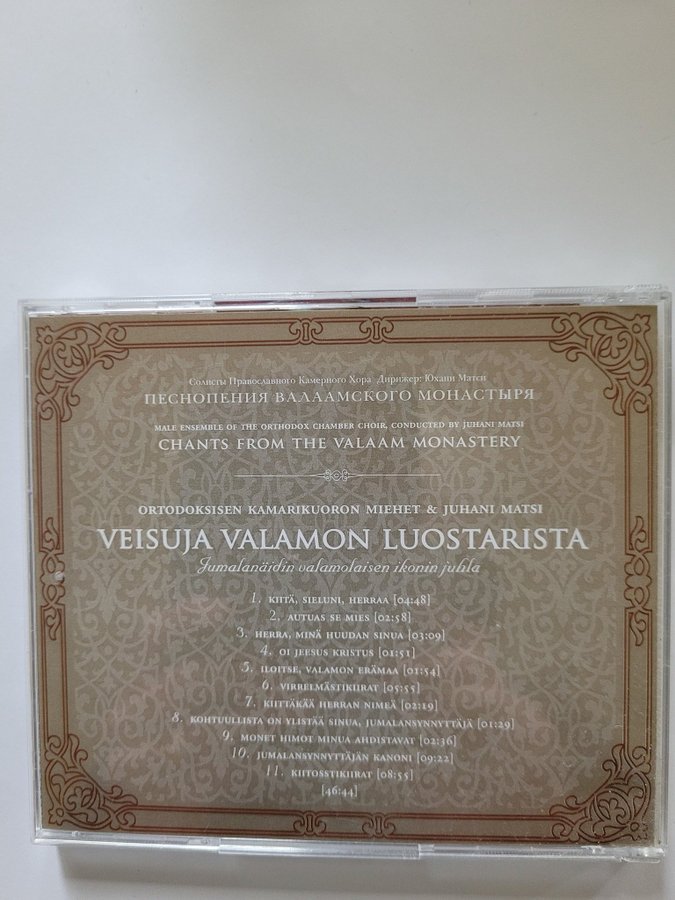 Солисты Православного Камерного Хора Дирижер: Юхани Матси
ПЕСНОПЕНИЯ ВАЛААМСКОГО МОНАСТЫРЯ
MALE ENSEMBLE OF THE ORTHODOX CHAMBER CHOIR, CONDUCTED BY JUHANI MATSI
CHANTS FROM THE VALAAM MONASTERY
ORTODOKSISEN KAMARIKUORON MIEHET & JUHANI MATSI
VEISUJA VALAMON LUOSTARISTA
Jumalanäidin valamolaisen ikonin juhla
1. KIITÄ, SIELUNI, HERRAA [04:48]
2. AUTUAS SE MIES [02:58]
3. HERRA, MINÄ HUUDAN SINUA [03:09]
4. OI JEESUS KRISTUS [01:51]
5. ILOITSE, VALAMON ERÄMAA [01:54]
6. VIRRELMÄSTIKIIRAT [05:55]
7. KIITTÄKÄÄ HERRAN NIMEÄ [02:19]
8. KOHTUULLISTA ON YLISTÄÄ SINUA, JUMALANSYNNYTTÄJÄ [01:29]
9. MONET HIMOT MINUA AHDISTAVAT [02:36]
10. JUMALANSYNNYTTÄJÄN KANONI [09:22]
11. KIITOSSTIKIIRAT [08:55]
[46:44]